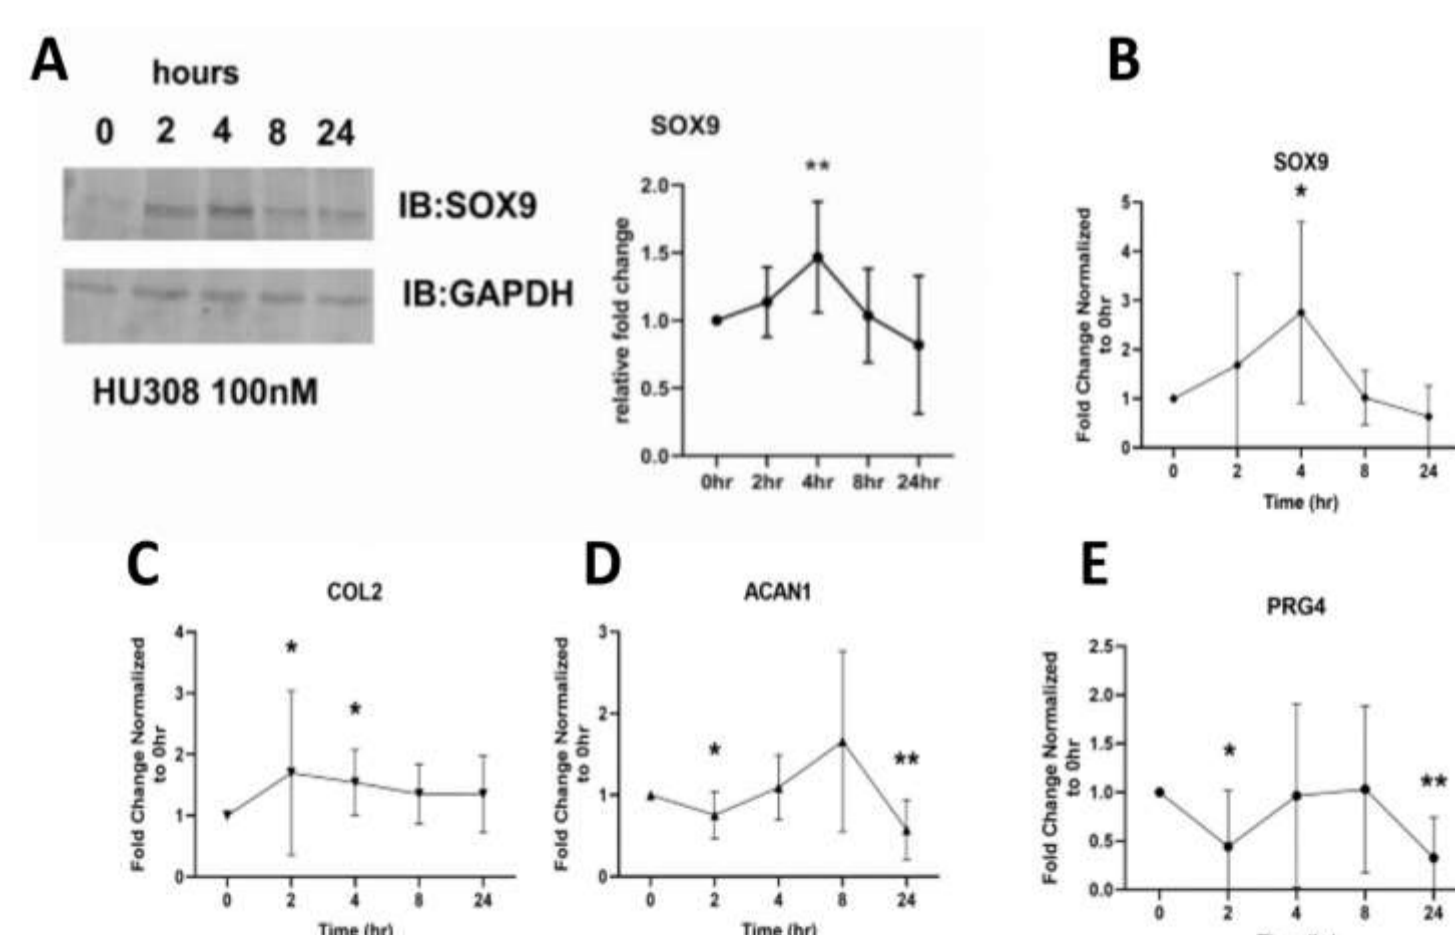 A
hours
0 2 4 8 24
IB:SOX9
IB:GAPDH
HU308 100nM
SOX9
**
relative fold change
2.0
1.5
1.0
0.5
0.0
0hr 2hr 4hr 8hr 24hr
B
SOX9
*
Fold Change Normalized
to 0hr
5
4
3
2
1
0
0 2 4 8 24
Time (hr)
C
COL2
*
*
Fold Change Normalized
to 0hr
4
3
2
1
0
0 2 4 8 24
Time (hr)
D
ACAN1
*
**
Fold Change Normalized
to 0hr
3
2
1
0
0 2 4 8 24
Time (hr)
E
PRG4
*
**
Fold Change Normalized
to 0hr
2.5
2.0
1.5
1.0
0.5
0.0
0 2 4 8 24